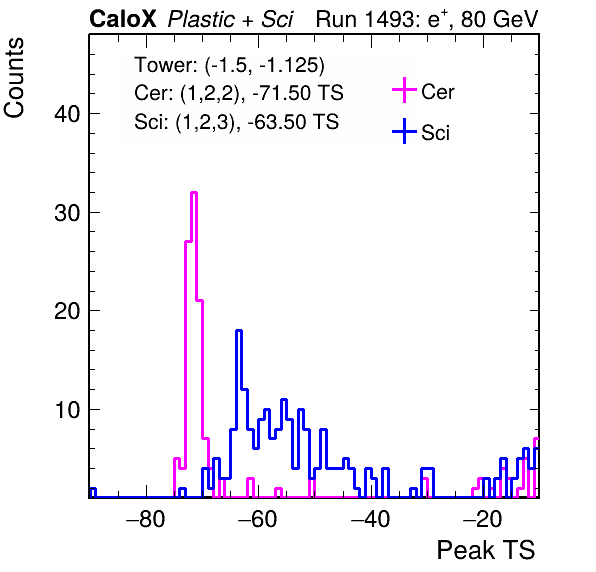 CaloX Plastic + Sci Run 1493: e+, 80 GeV
Counts
Tower: (-1.5, -1.125)
Cer: (1,2,2), -71.50 TS
Sci: (1,2,3), -63.50 TS
Cer
Sci
40
30
20
10
−80 −60 −40 −20
Peak TS